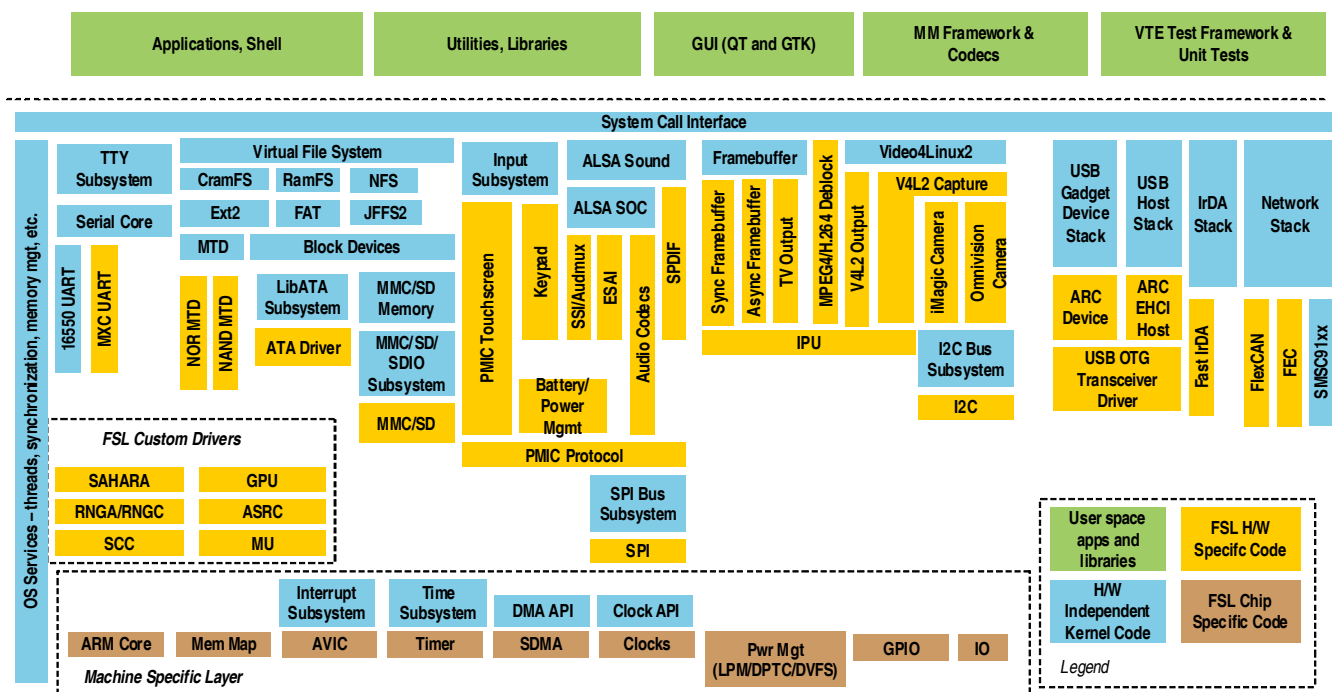 Applications, Shell
Utilities, Libraries
GUI (QT and GTK)
MM Framework &
Codecs
VTE Test Framework &
Unit Tests
System Call Interface
OS Services – threads, synchronization, memory mgt, etc.
TTY
Subsystem
Serial Core
16550 UART
MXC UART
Virtual File System
CramFS
RamFS
NFS
Ext2
FAT
JFFS2
MTD
Block Devices
NOR MTD
NAND MTD
LibATA
Subsystem
ATA Driver
MMC/SD
Memory
MMC/SD/
SDIO
Subsystem
MMC/SD
Input
Subsystem
PMIC Touchscreen
Keypad
Battery/
Power
Mgmt
PMIC Protocol
ALSA Sound
ALSA SOC
SSI/Audmux
ESAI
Audio Codecs
SPDIF
SPI Bus
Subsystem
SPI
Framebuffer
Sync Framebuffer
Async Framebuffer
TV Output
MPEG4/H.264 Deblock
Video4Linux2
V4L2 Output
V4L2 Capture
iMagic Camera
Omnivision
Camera
IPU
I2C Bus
Subsystem
I2C
USB
Gadget
Device
Stack
USB
Host
Stack
IrDA
Stack
Network
Stack
ARC
Device
ARC
EHCI
Host
USB OTG
Transceiver
Driver
Fast IrDA
FlexCAN
FEC
SMSC91xx
FSL Custom Drivers
SAHARA
GPU
RNGA/RNGC
ASRC
SCC
MU
Interrupt
Subsystem
Time
Subsystem
DMA API
Clock API
ARM Core
Mem Map
AVIC
Timer
SDMA
Clocks
Pwr Mgt
(LPM/DPTC/DVFS)
GPIO
IO
Machine Specific Layer
User space
apps and
libraries
FSL H/W
Specifc Code
H/W
Independent
Kernel Code
FSL Chip
Specific Code
Legend